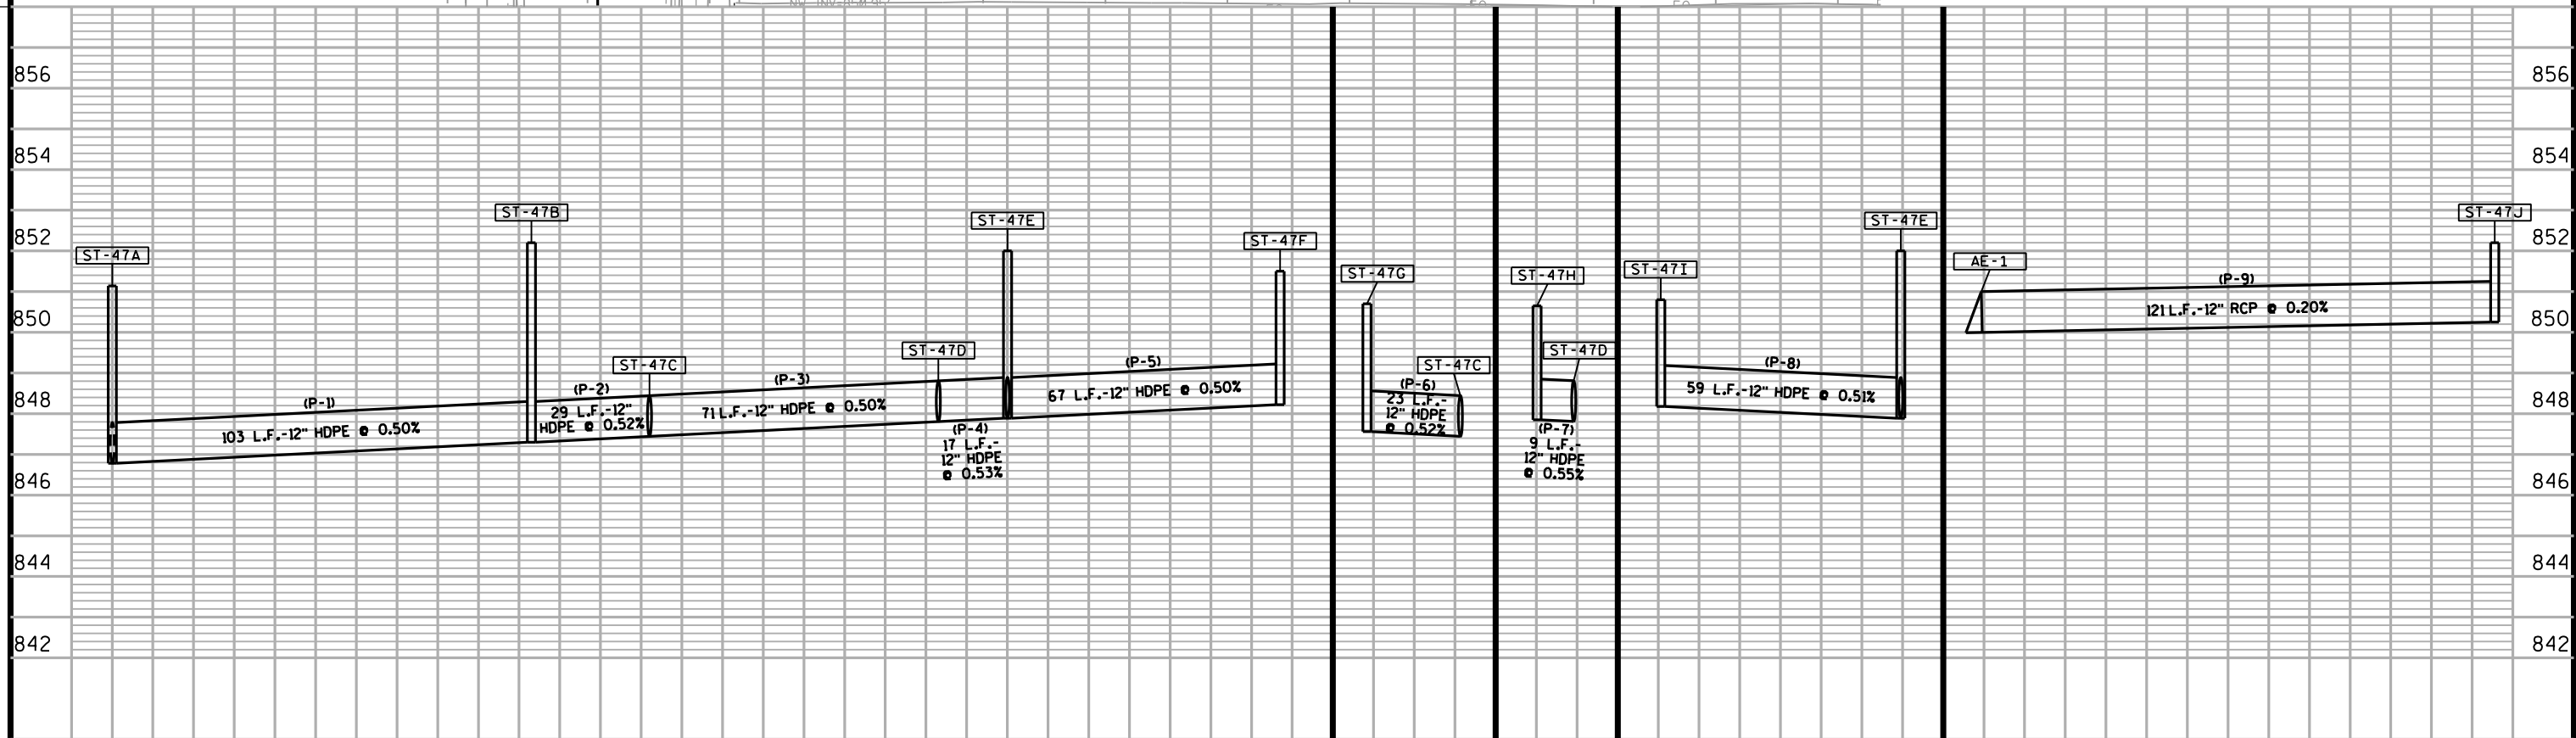 856
854
852
850
848
846
844
842
ST-47A
ST-47B
ST-47C
ST-47D
ST-47E
ST-47F
(P-1)
103 L.F.-12" HDPE @ 0.50%
(P-2)
29 L.F.-12"
HDPE @ 0.52%
(P-3)
71 L.F.-12" HDPE @ 0.50%
(P-4)
17 L.F.-
12" HDPE
@ 0.53%
(P-5)
67 L.F.-12" HDPE @ 0.50%
ST-47G
ST-47C
(P-6)
23 L.F.-
12" HDPE
@ 0.52%
ST-47H
ST-47D
(P-7)
9 L.F.-
12" HDPE
@ 0.55%
ST-47I
ST-47E
(P-8)
59 L.F.-12" HDPE @ 0.51%
AE-1
ST-47J
(P-9)
121 L.F.-12" RCP @ 0.20%
856
854
852
850
848
846
844
842